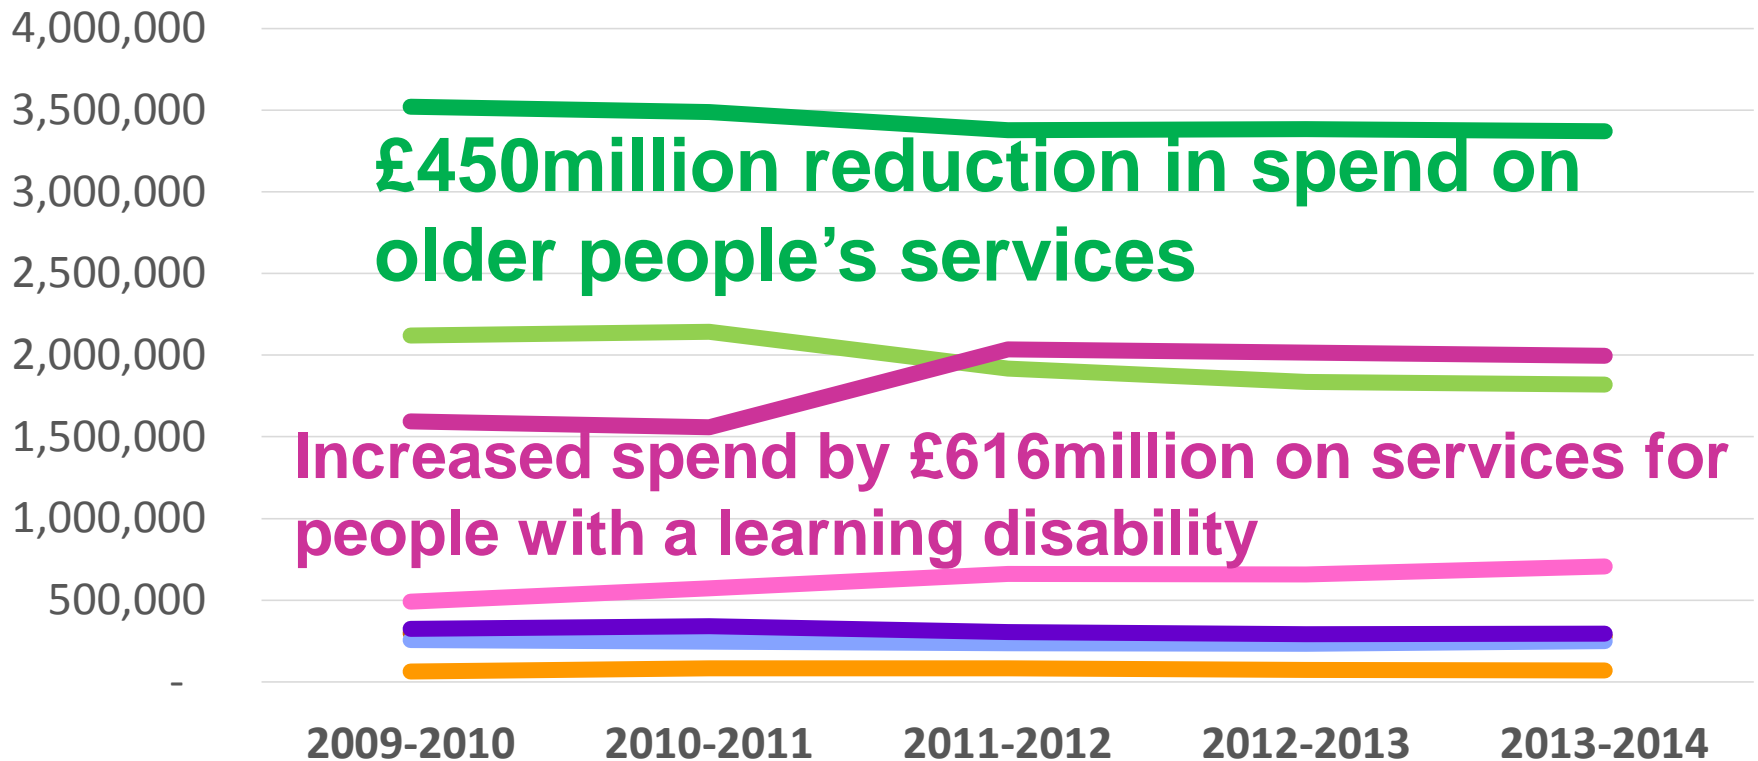 4,000,000
3,500,000
£450million reduction in spend on
3,000,000
older people’s services
2,500,000
2,000,000
1,500,000
Increased spend by £616million on services for
1,000,000
people with a learning disability
500,000
-
2009-2010 2010-2011 2011-2012 2012-2013 2013-2014